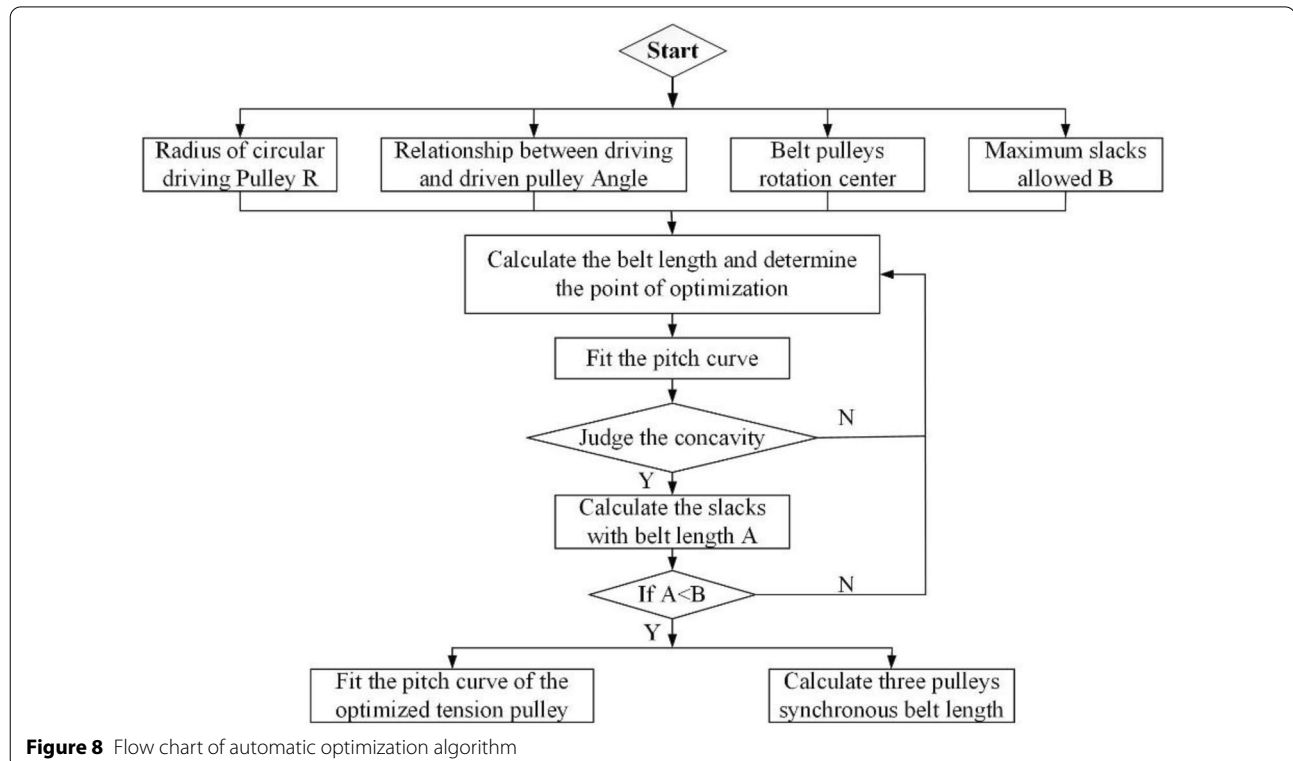 Start
Radius of circular
driving Pulley R
Relationship between driving
and driven pulley Angle
Belt pulleys
rotation center
Maximum slacks
allowed B
Calculate the belt length and determine
the point of optimization
Fit the pitch curve
Judge the concavity
N
Y
Calculate the slacks
with belt length A
If A<B
N
Y
Fit the pitch curve of the
optimized tension pulley
Calculate three pulleys
synchronous belt length
Figure 8 Flow chart of automatic optimization algorithm